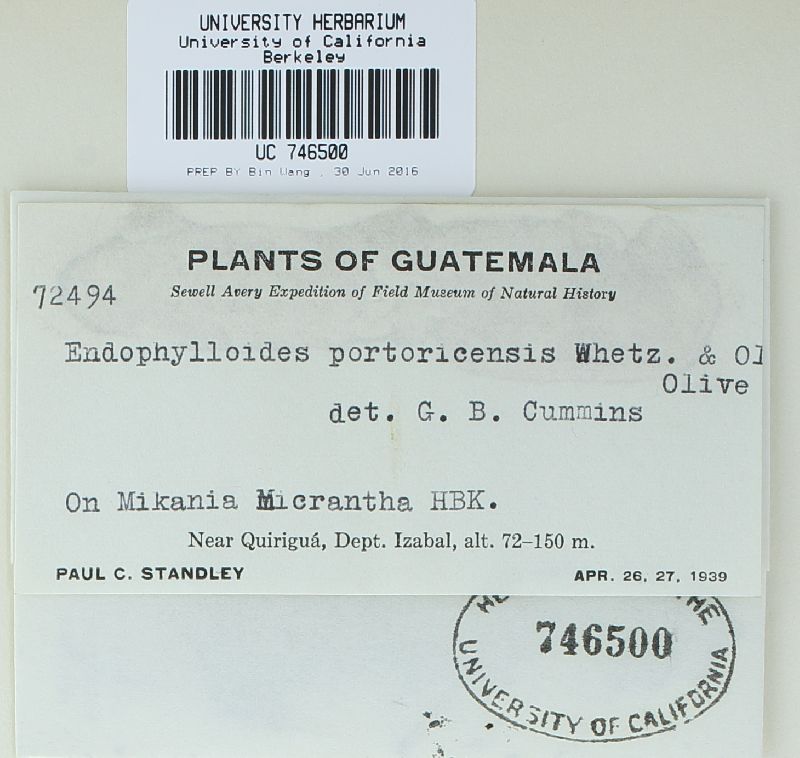 UNIVERSITY HERBARIUM
University of California
Berkeley
UC 746500
PREP BY Bin Wang . 30 Jun 2016
PLANTS OF GUATEMALA
72494
Sewell Avery Expedition of Field Museum of Natural History
Endophylloides portoricensis Whetz. & Ol
Olive
det. G. B. Cummins
On Mikania Micrantha HBK.
Near Quiriguá, Dept. Izabal, alt. 72–150 m.
PAUL C. STANDLEY
APR. 26, 27, 1939
746500
UNIVERSITY OF CALIFORNIA